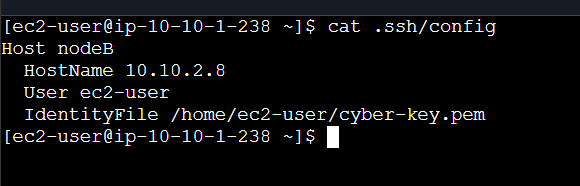 [ec2-user@ip-10-10-1-238 ~]$ cat .ssh/config
Host nodeB
  HostName 10.10.2.8
  User ec2-user
  IdentityFile /home/ec2-user/cyber-key.pem
[ec2-user@ip-10-10-1-238 ~]$